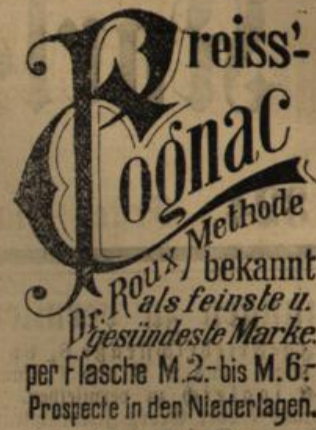 Preiss'-
Cognac
Dr. Roux Methode
bekannt
als feinste u.
gesündeste Marke.
per Flasche M.2.- bis M.6.-
Prospecte in den Niederlagen.